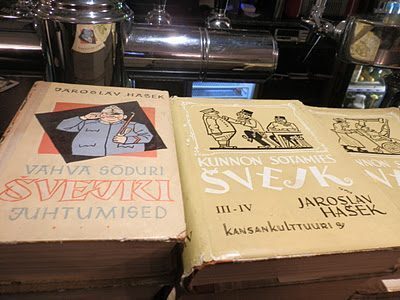 JAROSLAV HAŠEK
VAHVA SÕDURI
ŠVEJKI
JUHTUMISED
KUNNON SOTAMIES
ŠVEJK
III-IV
JAROSLAV
HAŠEK
KANSANKULTTUURI